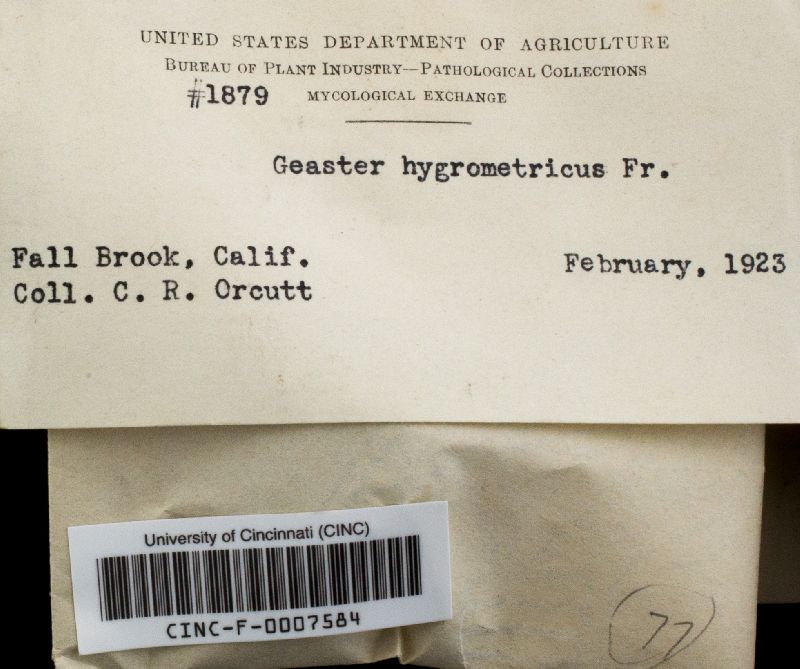 UNITED STATES DEPARTMENT OF AGRICULTURE
BUREAU OF PLANT INDUSTRY—PATHOLOGICAL COLLECTIONS
#1879 MYCOLOGICAL EXCHANGE
Geaster hygrometricus Fr.
Fall Brook, Calif. February, 1923
Coll. C. R. Orcutt
University of Cincinnati (CINC)
CINC-F-0007584
77